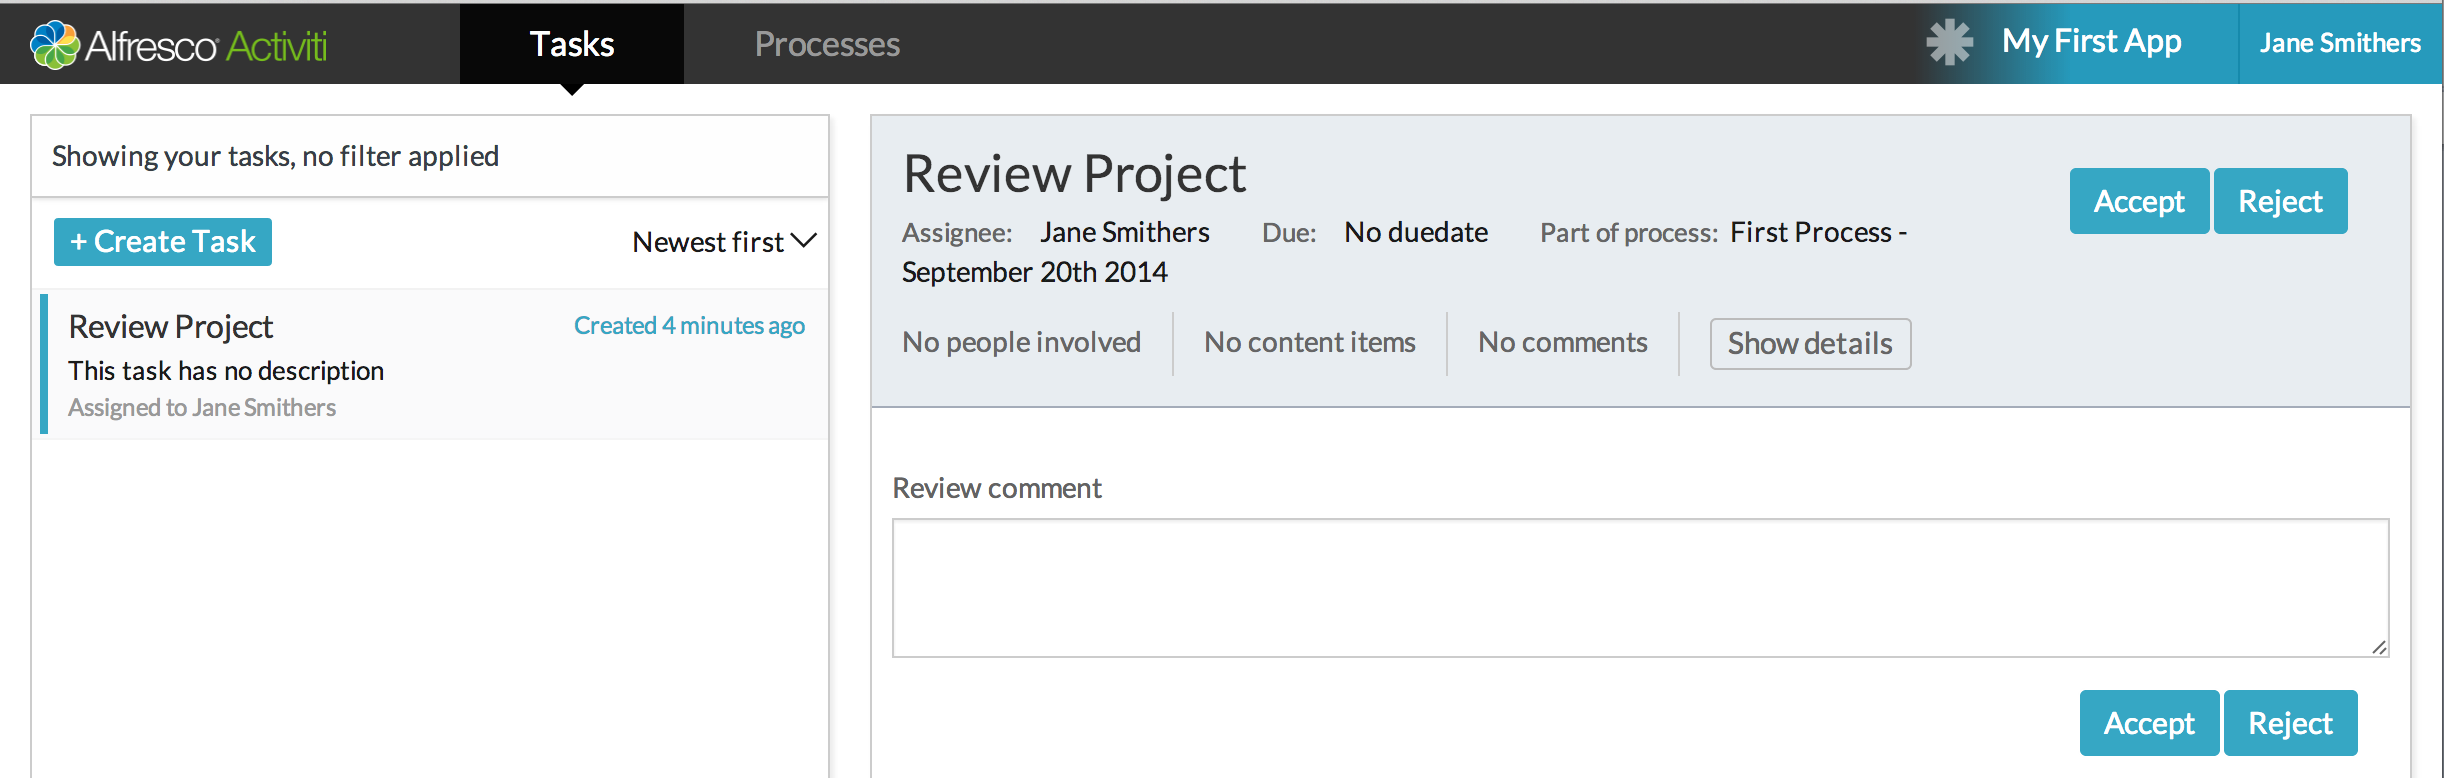 Alfresco Activiti
Tasks
Processes
My First App
Jane Smithers
Showing your tasks, no filter applied
+ Create Task
Newest first
Review Project
Created 4 minutes ago
This task has no description
Assigned to Jane Smithers
Review Project
Accept
Reject
Assignee: Jane Smithers Due: No duedate Part of process: First Process -
September 20th 2014
No people involved
No content items
No comments
Show details
Review comment
Accept
Reject